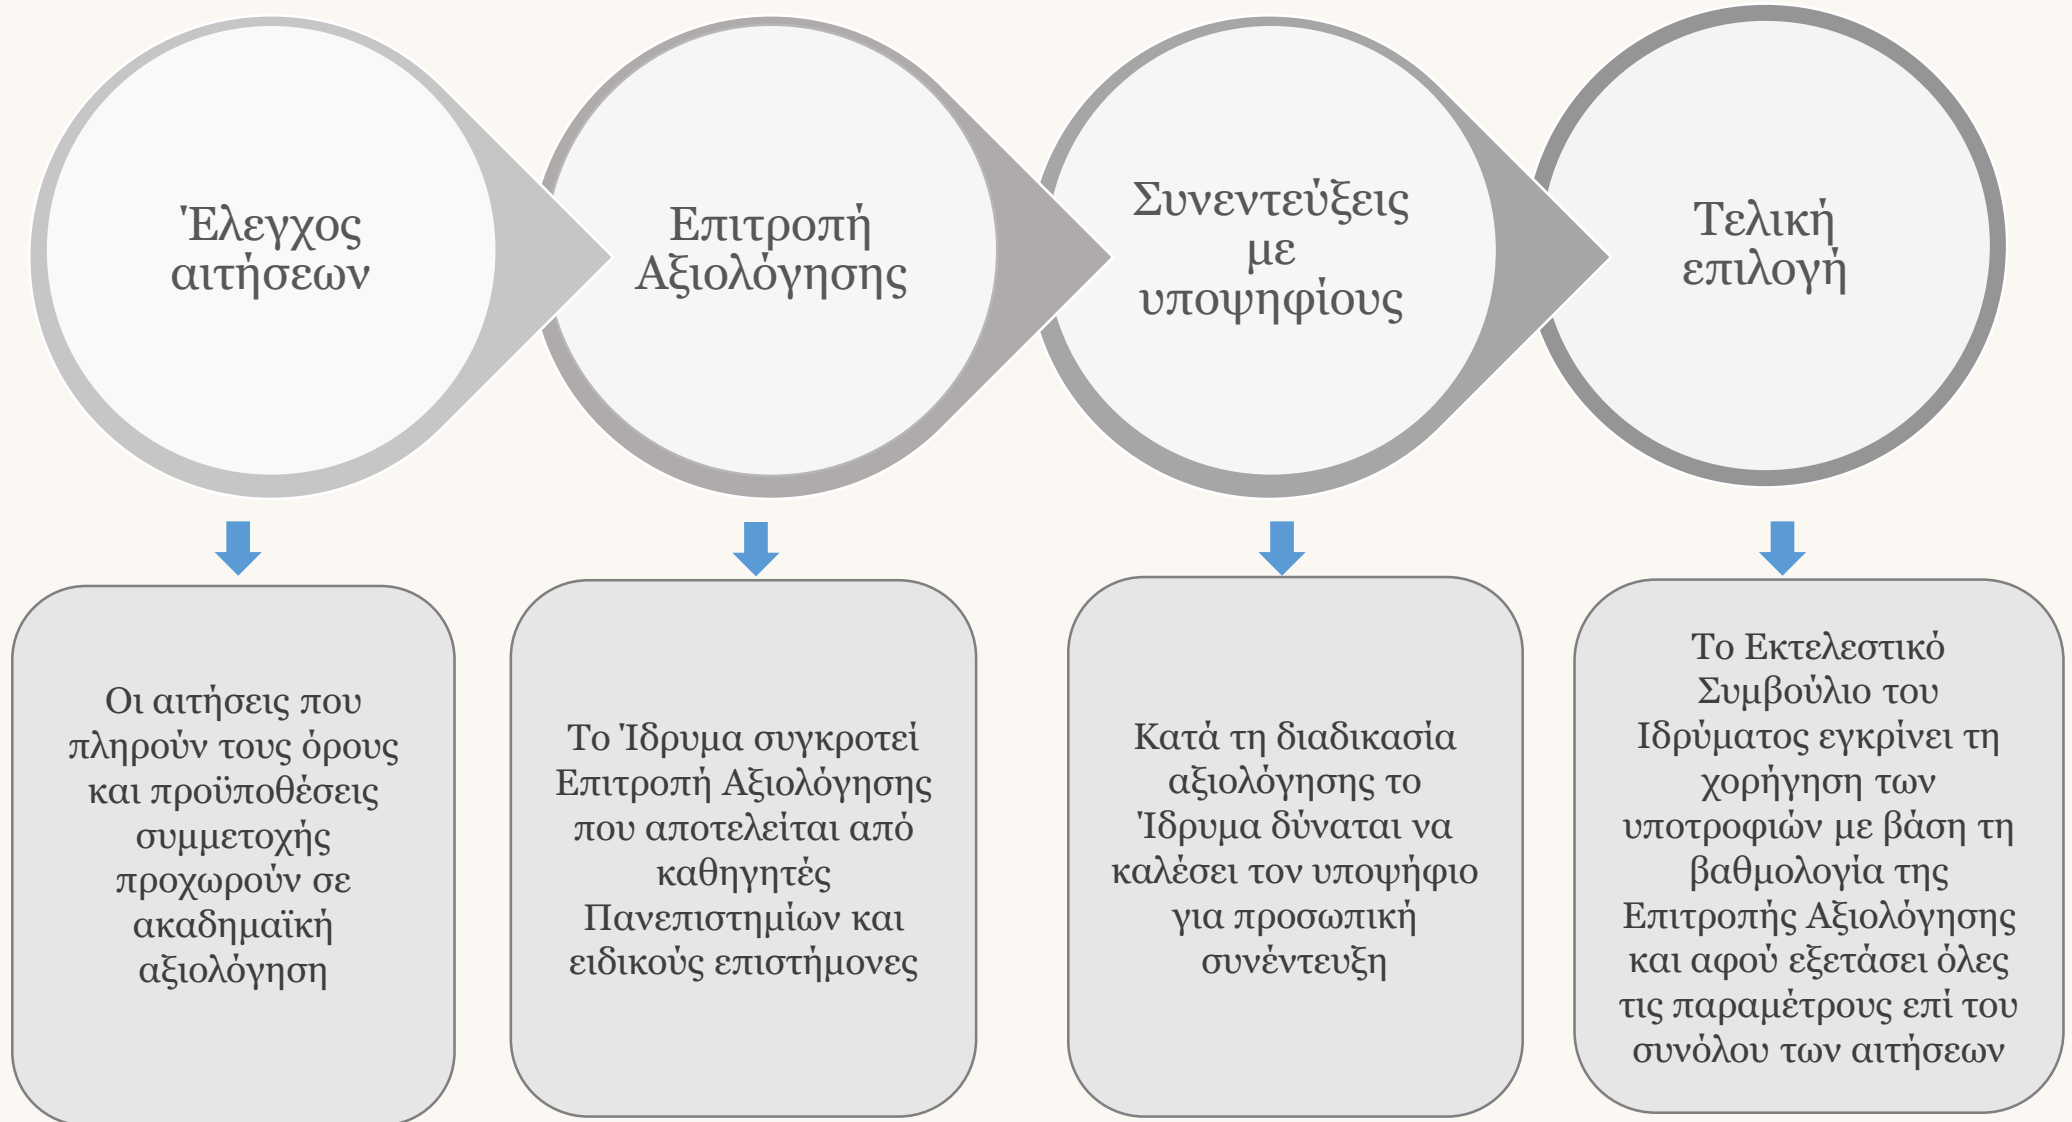 Έλεγχος
αιτήσεων
Επιτροπή
Αξιολόγησης
Συνεντεύξεις
με
υποψηφίους
Τελική
επιλογή
Οι αιτήσεις που
πληρούν τους όρους
και προϋποθέσεις
συμμετοχής
προχωρούν σε
ακαδημαϊκή
αξιολόγηση
Το Ίδρυμα συγκροτεί
Επιτροπή Αξιολόγησης
που αποτελείται από
καθηγητές
Πανεπιστημίων και
ειδικούς επιστήμονες
Κατά τη διαδικασία
αξιολόγησης το
Ίδρυμα δύναται να
καλέσει τον υποψήφιο
για προσωπική
συνέντευξη
Το Εκτελεστικό
Συμβούλιο του
Ιδρύματος εγκρίνει τη
χορήγηση των
υποτροφιών με βάση τη
βαθμολογία της
Επιτροπής Αξιολόγησης
και αφού εξετάσει όλες
τις παραμέτρους επί του
συνόλου των αιτήσεων